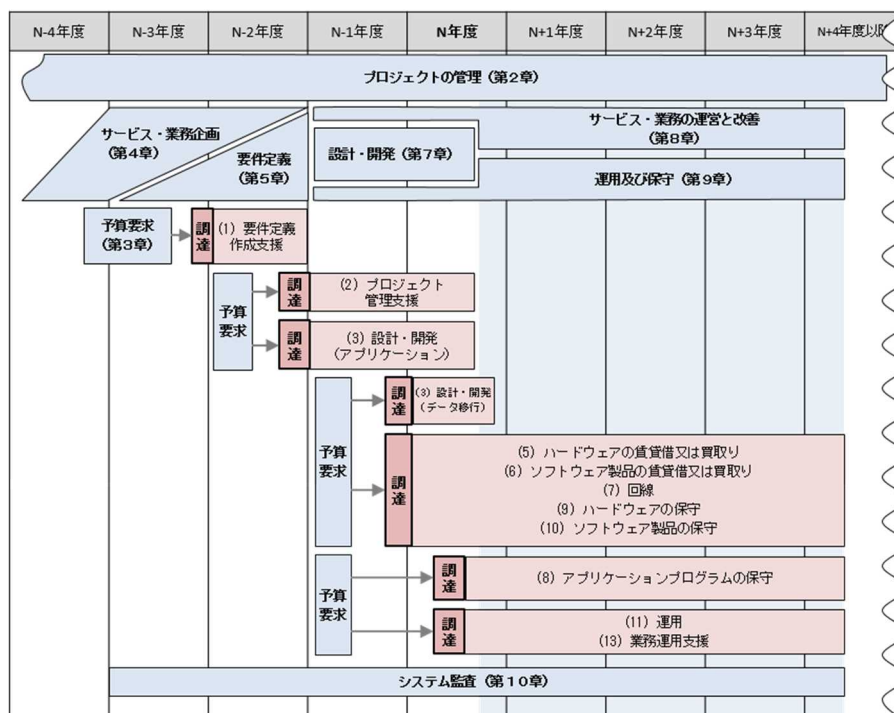 N-4年度
N-3年度
N-2年度
N-1年度
N年度
N+1年度
N+2年度
N+3年度
N+4年度以
プロジェクトの管理（第２章）
サービス・業務企画
（第４章）
要件定義
（第５章）
設計・開発（第７章）
サービス・業務の運営と改善
（第８章）
運用及び保守（第９章）
予算要求
（第３章）
調達
(1) 要件定義
作成支援
予算
要求
調達
(2) プロジェクト
管理支援
調達
(3) 設計・開発
（アプリケーション）
予算
要求
調達
(3) 設計・開発
（データ移行）
調達
(5) ハードウェアの賃貸借又は買取り
(6) ソフトウェア製品の賃貸借又は買取り
(7) 回線
(9) ハードウェアの保守
(10) ソフトウェア製品の保守
予算
要求
調達
(8) アプリケーションプログラムの保守
調達
(11) 運用
(13) 業務運用支援
システム監査（第１０章）